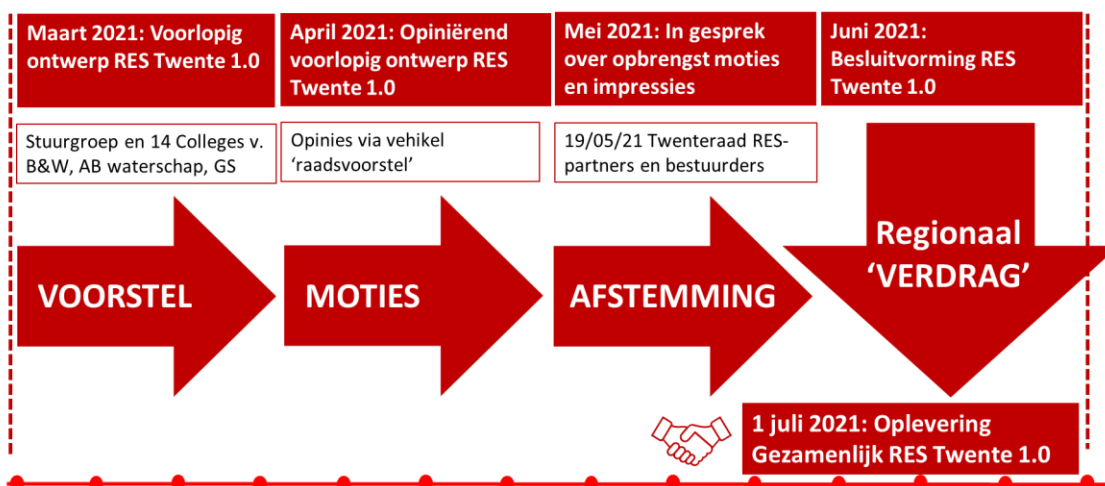 Maart 2021: Voorlopig
ontwerp RES Twente 1.0
April 2021: Opiniërend
voorlopig ontwerp RES
Twente 1.0
Mei 2021: In gesprek
over opbrengst moties
en impressies
Juni 2021:
Besluitvorming RES
Twente 1.0
Stuurgroep en 14 Colleges v.
B&W, AB waterschap, GS
Opinies via vehikel
‘raadsvoorstel’
19/05/21 Twenteraad RES-
partners en bestuurders
VOORSTEL
MOTIES
AFSTEMMING
Regionaal
‘VERDRAG’
1 juli 2021: Oplevering
Gezamenlijk RES Twente 1.0